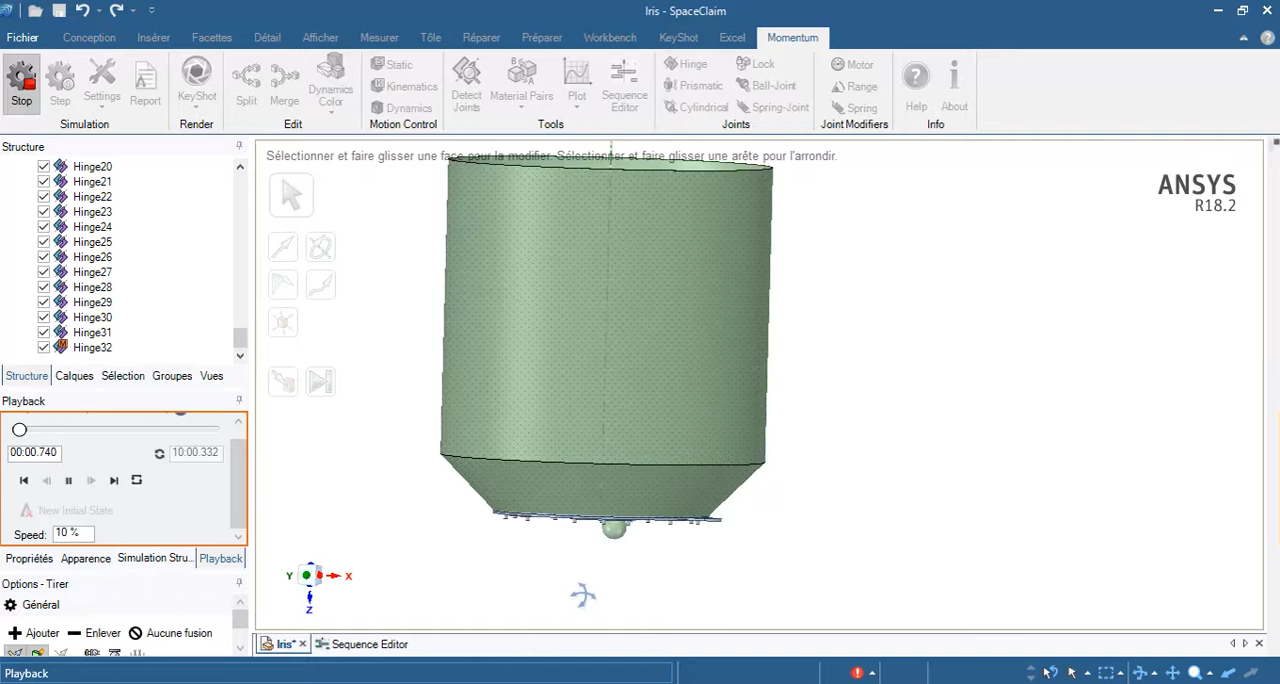 Iris - SpaceClaim
Fichier Conception Insérer Facettes Détail Afficher Mesurer Tôle Réparer Préparer Workbench KeyShot Excel Momentum
Stop Step Settings Report KeyShot Split Merge Dynamics Color Static Kinematics Dynamics Detect Joints Material Pairs Plot Sequence Editor Hinge Prismatic Cylindrical Lock Ball-Joint Spring-Joint Motor Range Spring Help About
Simulation Render Edit Motion Control Tools Joints Joint Modifiers Info
Structure
Hinge20
Hinge21
Hinge22
Hinge23
Hinge24
Hinge25
Hinge26
Hinge27
Hinge28
Hinge29
Hinge30
Hinge31
Hinge32
Structure Calques Sélection Groupes Vues
Playback
00:00.740 10:00.332
New Initial State
Speed: 10 %
Propriétés Apparence Simulation Stru... Playback
Options - Tirer
Général
Ajouter Enlever Aucune fusion
Sélectionner et faire glisser une face pour la modifier. Sélectionner et faire glisser une arête pour l'arrondir.
ANSYS
R18.2
Y X
Z
Iris* Sequence Editor
Playback